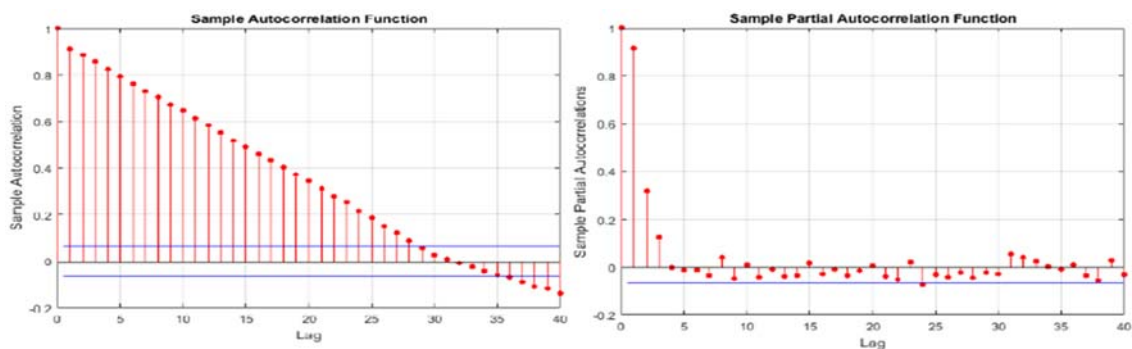 Sample Autocorrelation Function
Sample Autocorrelation
1
0.8
0.6
0.4
0.2
0
-0.2
0 5 10 15 20 25 30 35 40
Lag
Sample Partial Autocorrelation Function
Sample Partial Autocorrelations
1
0.8
0.6
0.4
0.2
0
-0.2
0 5 10 15 20 25 30 35 40
Lag